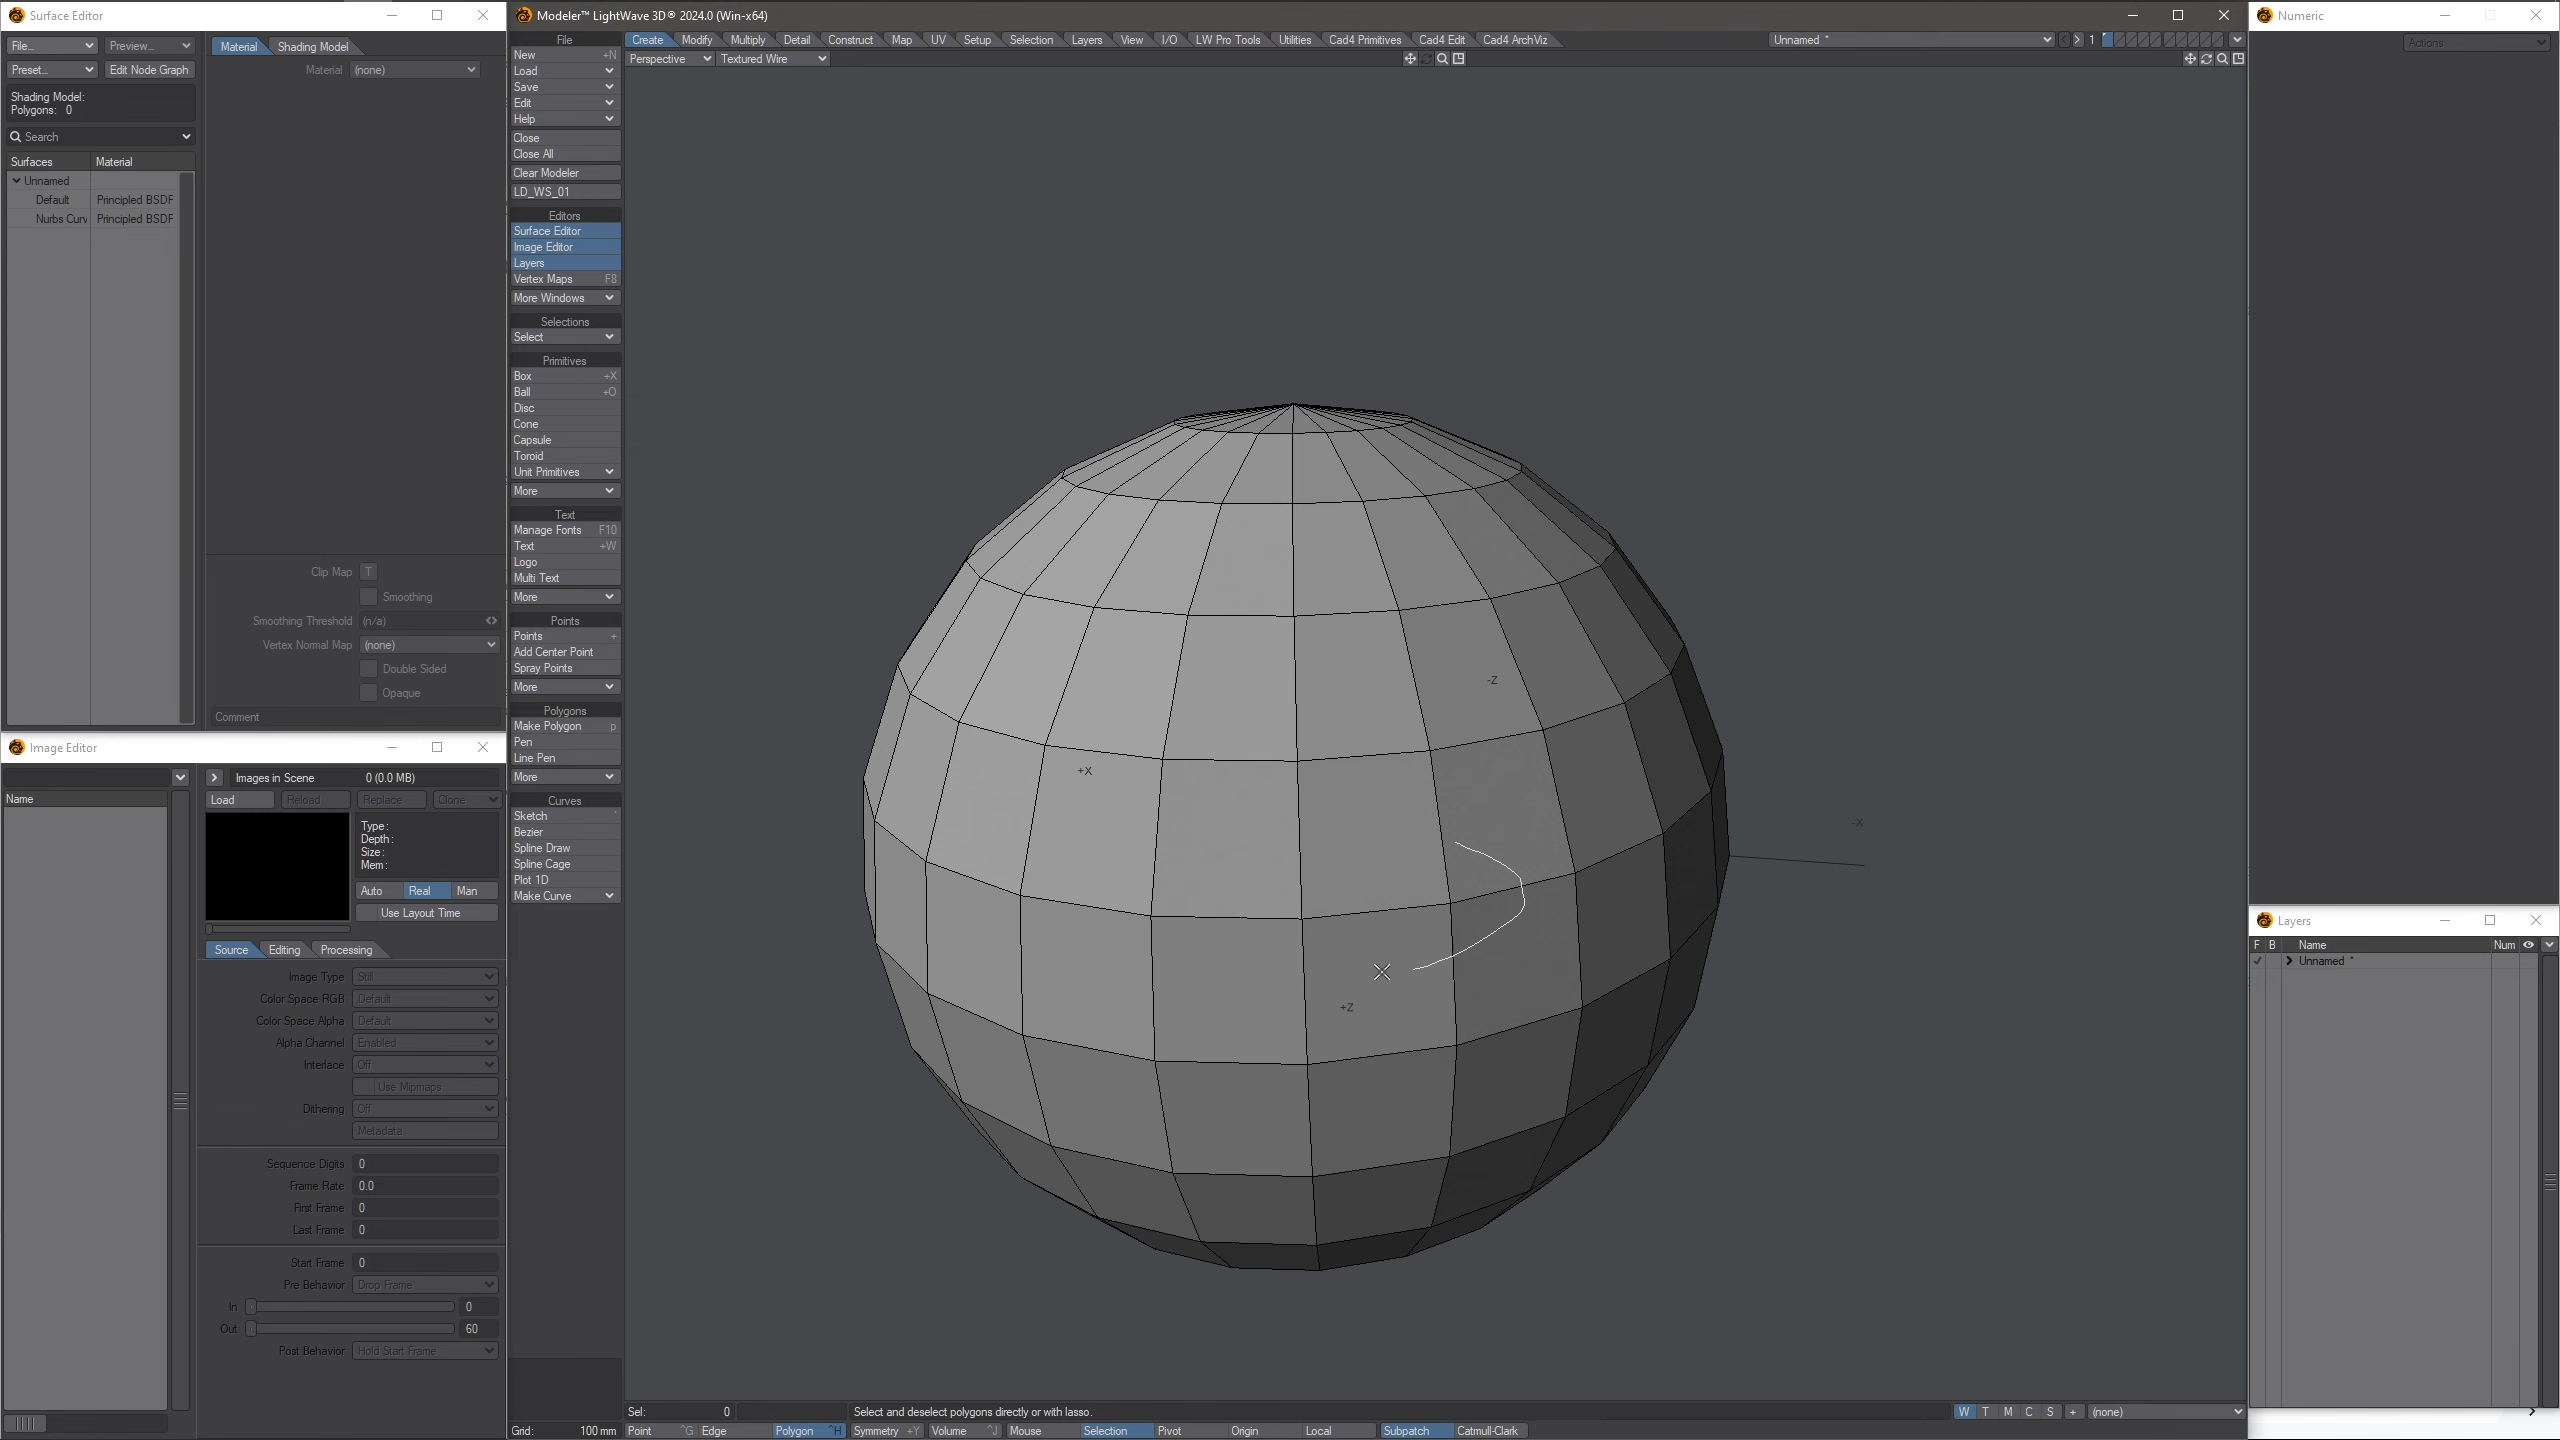 Surface Editor
File...
Preview...
Preset...
Edit Node Graph
Shading Model:
Polygons: 0
Search
Surfaces Material
Unnamed
Default Principled BSDF
Nurbs Curv Principled BSDF
Material Shading Model
Material (none)
Clip Map T
Smoothing
Smoothing Threshold (n/a)
Vertex Normal Map (none)
Double Sided
Opaque
Comment
Image Editor
Name
Images in Scene 0 (0.0 MB)
Load Reload Replace Clone
Type :
Depth :
Size :
Mem :
Auto Real Man
Use Layout Time
Source Editing Processing
Image Type Still
Color Space RGB Default
Color Space Alpha Default
Alpha Channel Enabled
Interlace Off
Use Mipmaps
Dithering Off
Metadata
Sequence Digits 0
Frame Rate 0.0
First Frame 0
Last Frame 0
Start Frame 0
Pre Behavior Drop Frame
In 0
Out 60
Post Behavior Hold Start Frame
Modeler™ LightWave 3D® 2024.0 (Win-x64)
File
New +N
Load
Save
Edit
Help
Close
Close All
Clear Modeler
LD_WS_01
Editors
Surface Editor
Image Editor
Layers
Vertex Maps F8
More Windows
Selections
Select
Primitives
Box +X
Ball +O
Disc
Cone
Capsule
Toroid
Unit Primitives
More
Text
Manage Fonts F10
Text +W
Logo
Multi Text
More
Points
Points +
Add Center Point
Spray Points
More
Polygons
Make Polygon p
Pen
Line Pen
More
Curves
Sketch
Bezier
Spline Draw
Spline Cage
Plot 1D
Make Curve
Create Modify Multiply Detail Construct Map UV Setup Selection Layers View I/O LW Pro Tools Utilities Cad4 Primitives Cad4 Edit Cad4 ArchViz
Unnamed * 1
Perspective Textured Wire
-Z
+X
-X
+Z
Sel: 0 Select and deselect polygons directly or with lasso.
W T M C S + (none)
Grid: 100 mm Point ^G Edge Polygon ^H Symmetry +Y Volume ^J Mouse Selection Pivot Origin Local Subpatch Catmull-Clark
Numeric
Actions
Layers
F B Name Num
Unnamed *